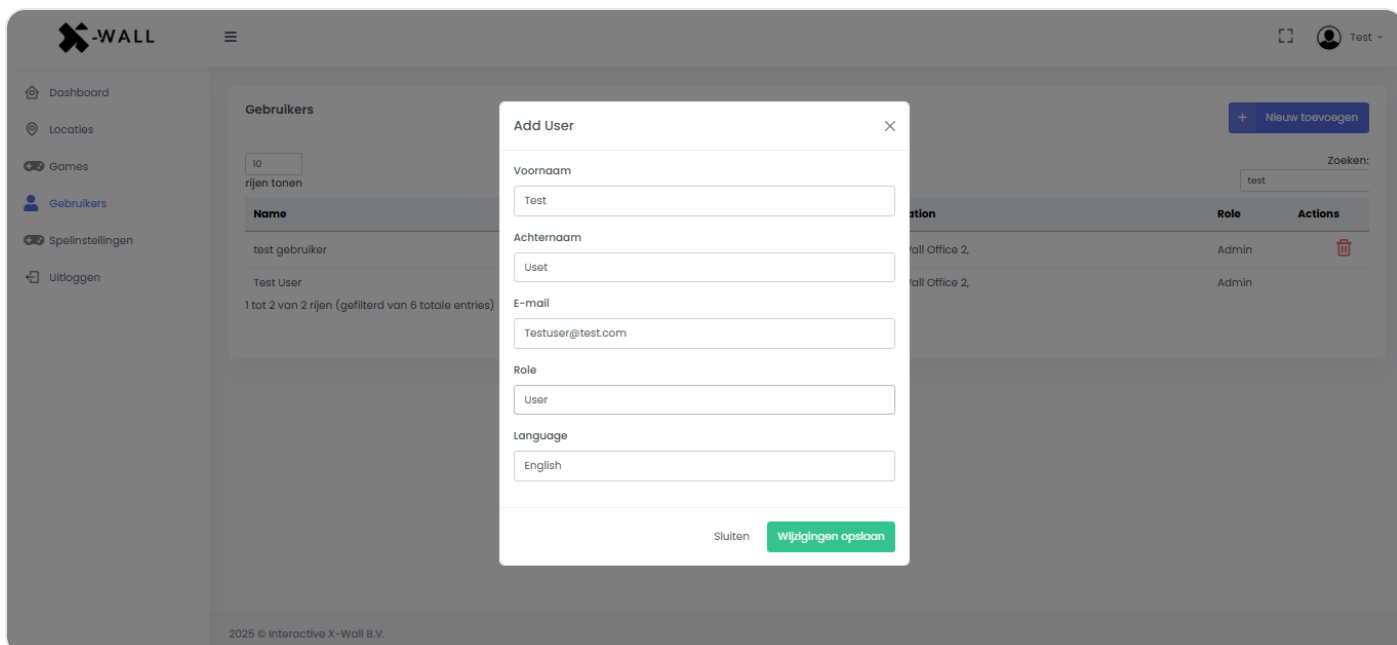 X-WALL
Test
Dashboard
Locaties
Games
Gebruikers
Spelinstellingen
Uitloggen
Gebruikers
+ Nieuw toevoegen
10
rijen tonen
Zoeken:
test
Name
ation
Role
Actions
test gebruiker
Wall Office 2,
Admin
Test User
Wall Office 2,
Admin
1 tot 2 van 2 rijen (gefilterd van 6 totale entries)
Add User
Voornaam
Test
Achternaam
Uset
E-mail
Testuser@test.com
Role
User
Language
English
Sluiten
Wijzigingen opslaan
2025 © Interactive X-Wall B.V.